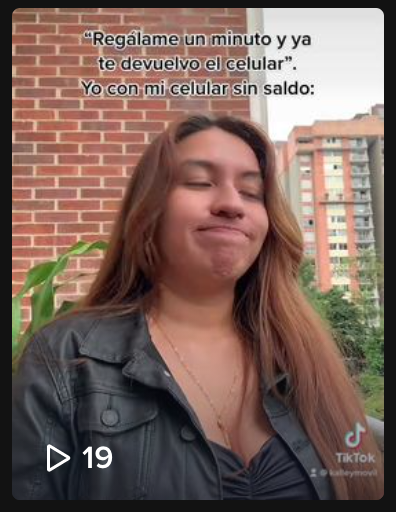 “Regálame un minuto y ya
te devuelvo el celular”.
Yo con mi celular sin saldo:
19
TikTok
@kalleymovil